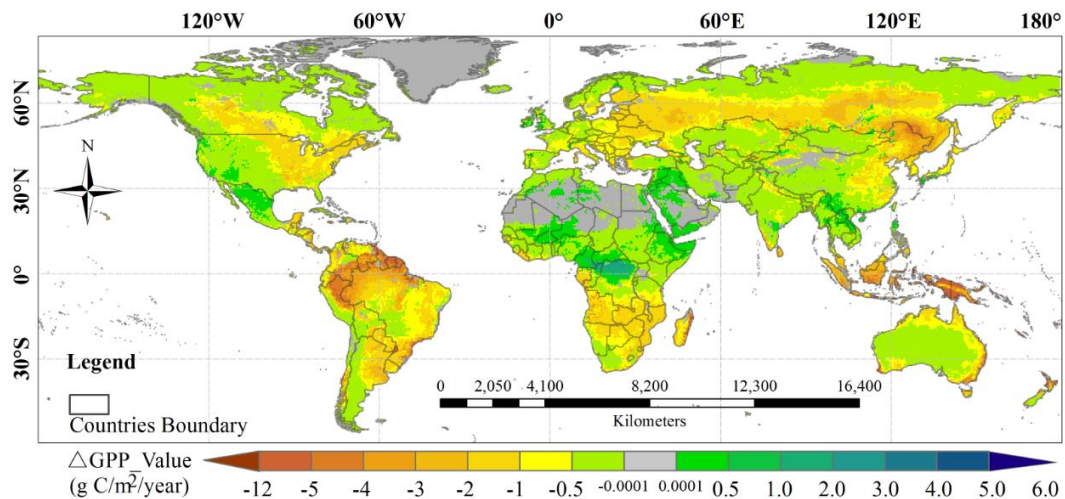 120°W 60°W 0° 60°E 120°E 180°
60°N
N
30°N
0°
30°S
Legend
Countries Boundary
0 2,050 4,100 8,200 12,300 16,400
Kilometers
△GPP_Value
(g C/m²/year)
-12 -5 -4 -3 -2 -1 -0.5 -0.0001 0.0001 0.5 1.0 2.0 3.0 4.0 5.0 6.0